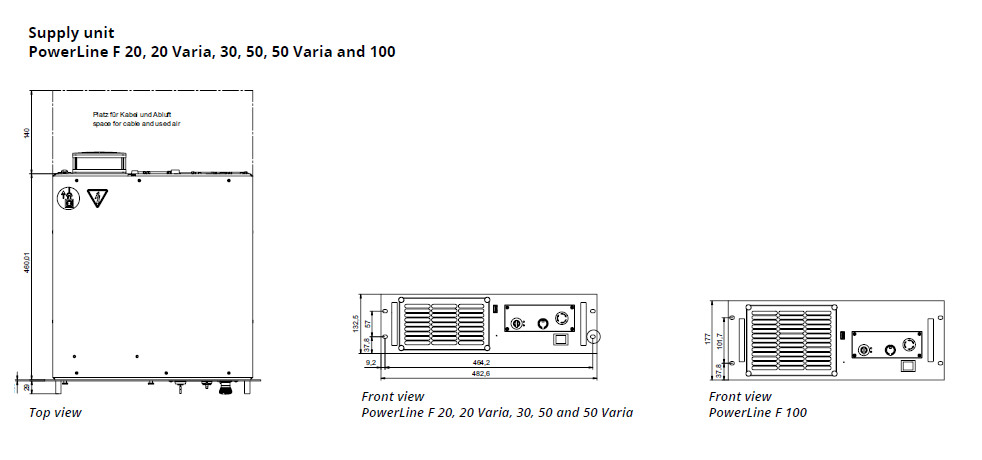 Supply unit
PowerLine F 20, 20 Varia, 30, 50, 50 Varia and 100
Platz für Kabel und Abluft
space for cable and used air
140
460,01
29
Top view
132,5
57
37,8
9,2
464,2
482,6
Front view
PowerLine F 20, 20 Varia, 30, 50 and 50 Varia
177
101,7
37,8
Front view
PowerLine F 100